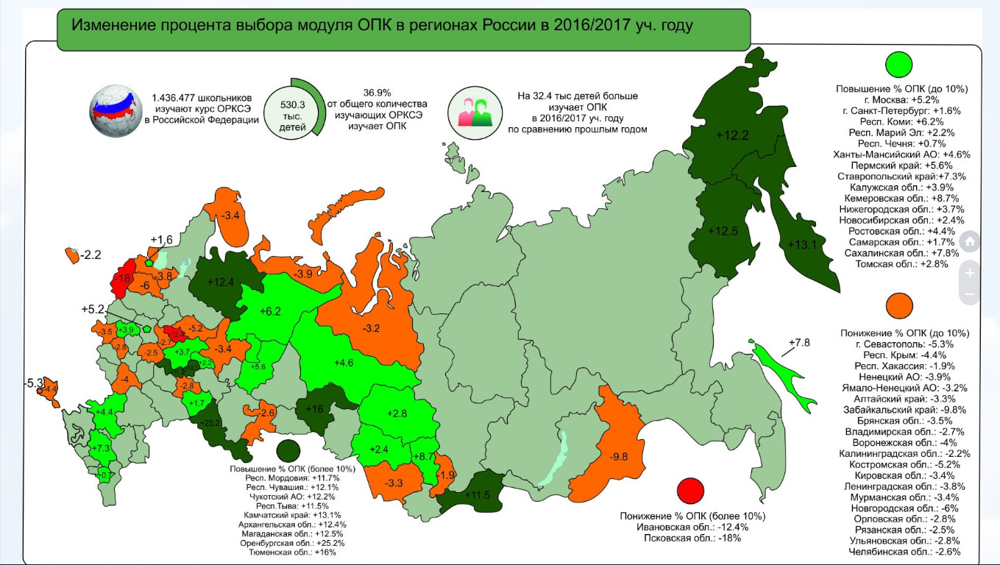 Изменение процента выбора модуля ОПК в регионах России в 2016/2017 уч. году
1.436.477 школьников
изучают курс ОРКСЭ
в Российской Федерации
530.3
тыс.
детей
36.9%
от общего количества
изучающих ОРКСЭ
изучает ОПК
На 32.4 тыс детей больше
изучает ОПК
в 2016/2017 уч. году
по сравнению прошлым годом
Повышение % ОПК (до 10%)
г. Москва: +5.2%
г. Санкт-Петербург: +1.6%
Респ. Коми: +6.2%
Респ. Марий Эл: +2.2%
Респ. Чечня: +0.7%
Ханты-Мансийский АО: +4.6%
Пермский край: +5.6%
Ставропольский край:+7.3%
Калужская обл.: +3.9%
Кемеровская обл.: +8.7%
Нижегородская обл.: +3.7%
Новосибирская обл.: +2.4%
Ростовская обл.: +4.4%
Самарская обл.: +1.7%
Сахалинская обл.: +7.8%
Томская обл.: +2.8%
Понижение % ОПК (до 10%)
г. Севастополь: -5.3%
Респ. Крым: -4.4%
Респ. Хакассия: -1.9%
Ненецкий АО: -3.9%
Ямало-Ненецкий АО: -3.2%
Алтайский край: -3.3%
Забайкальский край: -9.8%
Брянская обл.: -3.5%
Владимирская обл.: -2.7%
Воронежская обл.: -4%
Калининградская обл.: -2.2%
Костромская обл.: -5.2%
Кировская обл.: -3.4%
Ленинградская обл.: -3.8%
Мурманская обл.: -3.4%
Новгородская обл.: -6%
Орловская обл.: -2.8%
Рязанская обл.: -2.5%
Ульяновская обл.: -2.8%
Челябинская обл.: -2.6%
Повышение % ОПК (более 10%)
Респ. Мордовия: +11.7%
Респ. Чувашия.: +12.1%
Чукотский АО: +12.2%
Респ.Тыва: +11.5%
Камчатский край: +13.1%
Архангельская обл.: +12.4%
Магаданская обл.: +12.5%
Оренбургская обл.: +25.2%
Тюменская обл.: +16%
Понижение % ОПК (более 10%)
Ивановская обл.: -12.4%
Псковская обл.: -18%
+12.2
+12.5
+13.1
+7.8
-3.4
+1.6
-2.2
-18
-3.8
-6
+12.4
-3.9
+6.2
-3.2
+5.2
-3.5
+3.9
-12.4
-5.2
-2.7
-2.8
-2.5
+3.7
-3.4
+2.2
+5.6
+4.6
-5.3
-4.4
-4
-2.8
+1.7
+4.4
+25.2
-2.6
+16
+2.8
+7.3
+0.7
+2.4
+8.7
-3.3
-1.9
+11.5
-9.8
+
−